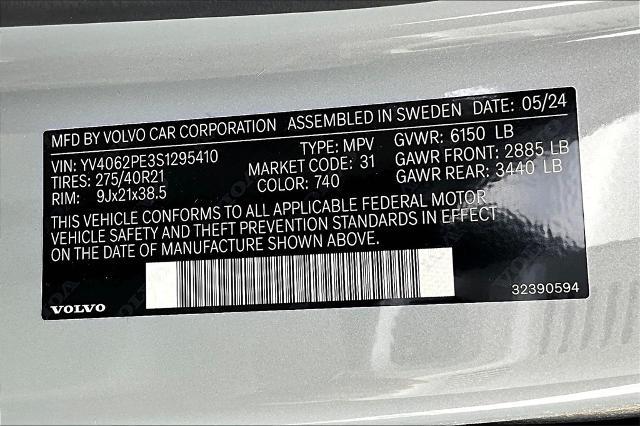 MFD BY VOLVO CAR CORPORATION ASSEMBLED IN SWEDEN DATE: 05/24
VIN: YV4062PE3S1295410 TYPE: MPV GVWR: 6150 LB
TIRES: 275/40R21 MARKET CODE: 31 GAWR FRONT: 2885 LB
RIM: 9Jx21x38.5 COLOR: 740 GAWR REAR: 3440 LB
THIS VEHICLE CONFORMS TO ALL APPLICABLE FEDERAL MOTOR
VEHICLE SAFETY AND THEFT PREVENTION STANDARDS IN EFFECT
ON THE DATE OF MANUFACTURE SHOWN ABOVE.
VOLVO 32390594